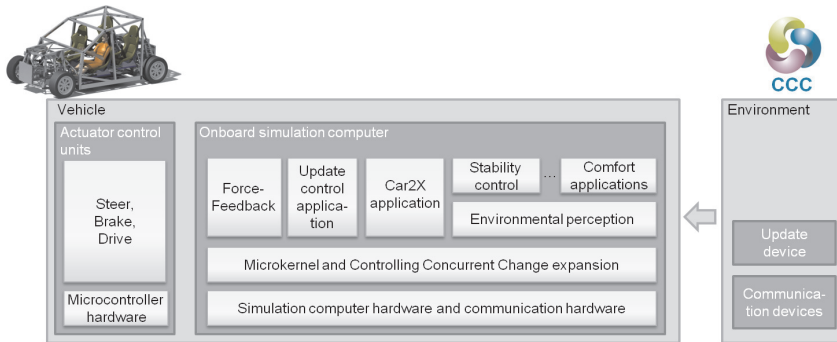 CCC
Vehicle
Environment
Actuator control
units
Steer,
Brake,
Drive
Microcontroller
hardware
Onboard simulation computer
Force-
Feedback
Update
control
applica-
tion
Car2X
application
Stability
control
...
Comfort
applications
Environmental perception
Microkernel and Controlling Concurrent Change expansion
Simulation computer hardware and communication hardware
Update
device
Communica-
tion devices